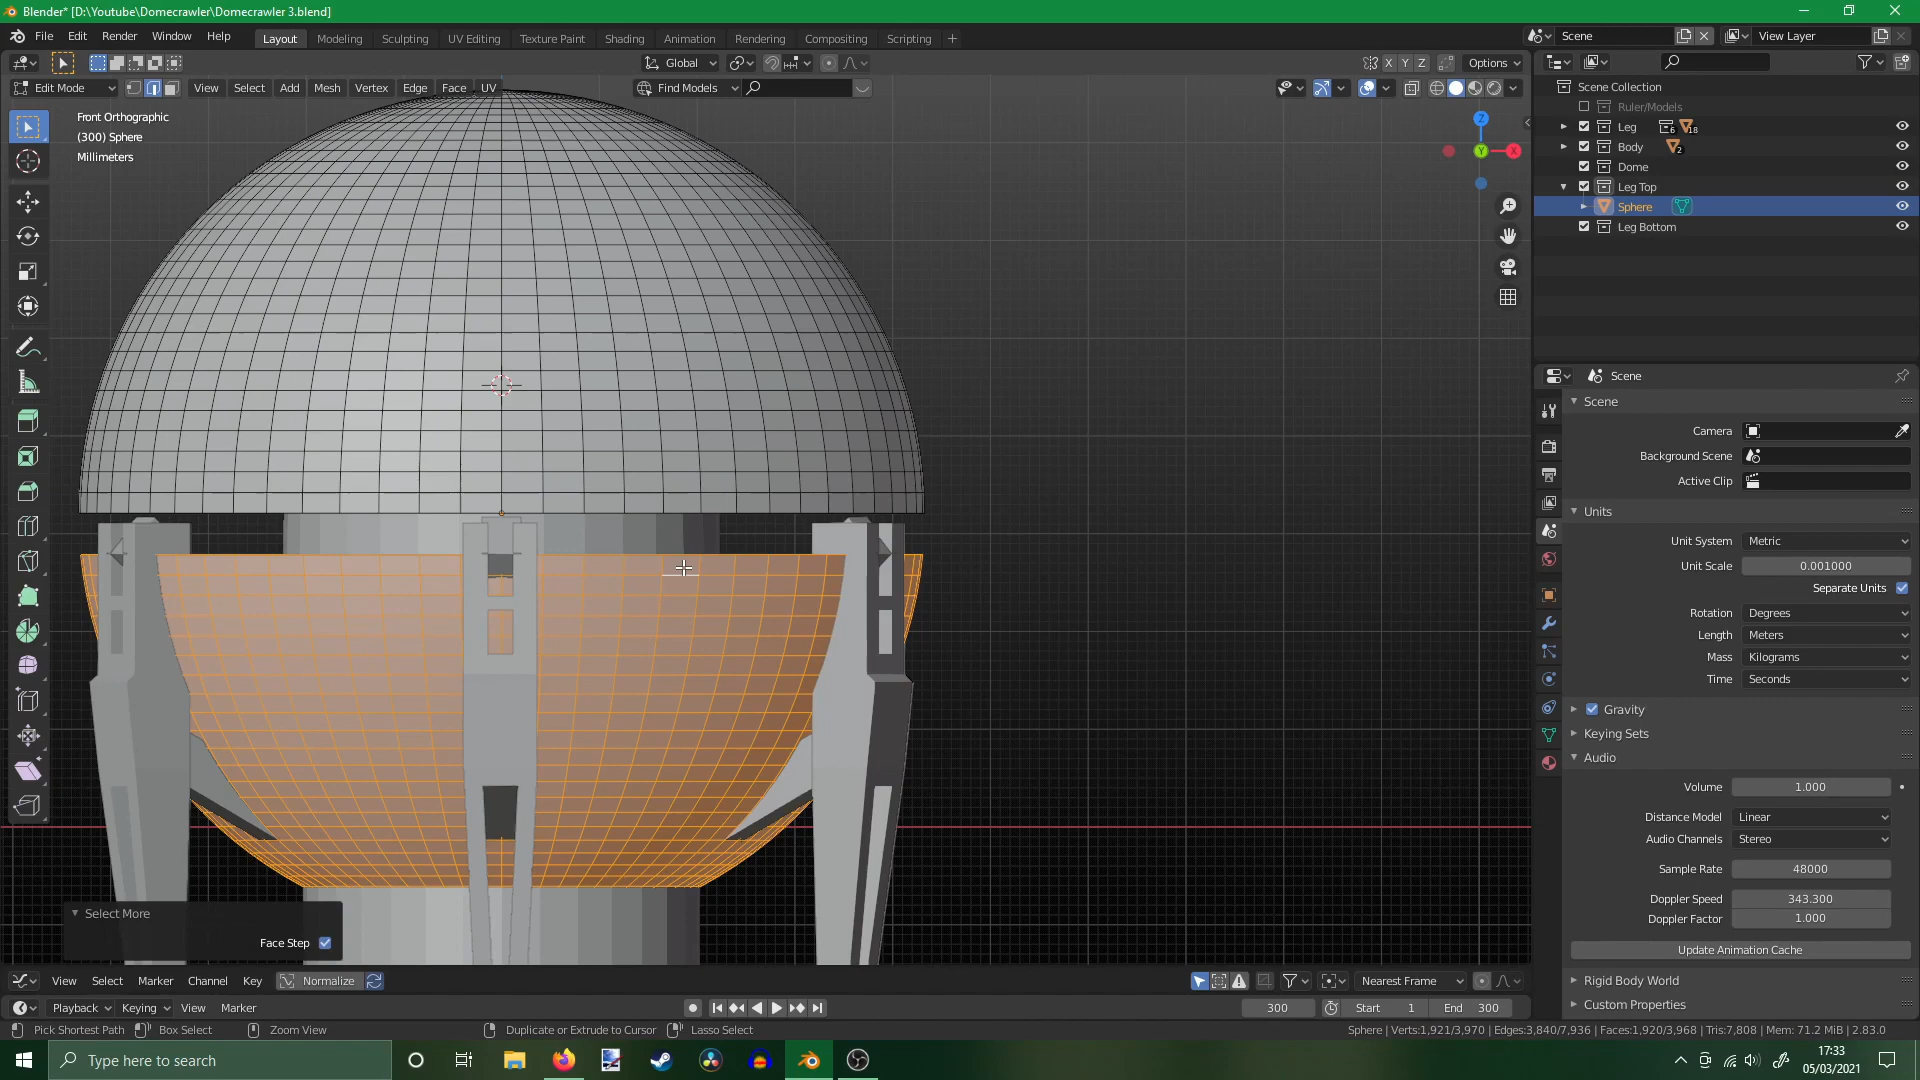 Blender* [D:\Youtube\Domecrawler\Domecrawler 3.blend]
File Edit Render Window Help Layout Modeling Sculpting UV Editing Texture Paint Shading Animation Rendering Compositing Scripting + Scene View Layer
Global X Y Z Options
Edit Mode View Select Add Mesh Vertex Edge Face UV Find Models
Front Orthographic
(300) Sphere
Millimeters
Z
Y
X
Scene Collection
Ruler/Models
Leg 6 18
Body 2
Dome
Leg Top
Sphere
Leg Bottom
Scene
Scene
Camera
Background Scene
Active Clip
Units
Unit System Metric
Unit Scale 0.001000
Separate Units
Rotation Degrees
Length Meters
Mass Kilograms
Time Seconds
Gravity
Keying Sets
Audio
Volume 1.000
Distance Model Linear
Audio Channels Stereo
Sample Rate 48000
Doppler Speed 343.300
Doppler Factor 1.000
Update Animation Cache
Rigid Body World
Custom Properties
Select More
Face Step
View Select Marker Channel Key Normalize Nearest Frame
Playback Keying View Marker 300 Start 1 End 300
Pick Shortest Path Box Select Zoom View Duplicate or Extrude to Cursor Lasso Select Sphere | Verts:1,921/3,970 | Edges:3,840/7,936 | Faces:1,920/3,968 | Tris:7,808 | Mem: 71.2 MiB | 2.83.0
Type here to search
17:33
05/03/2021